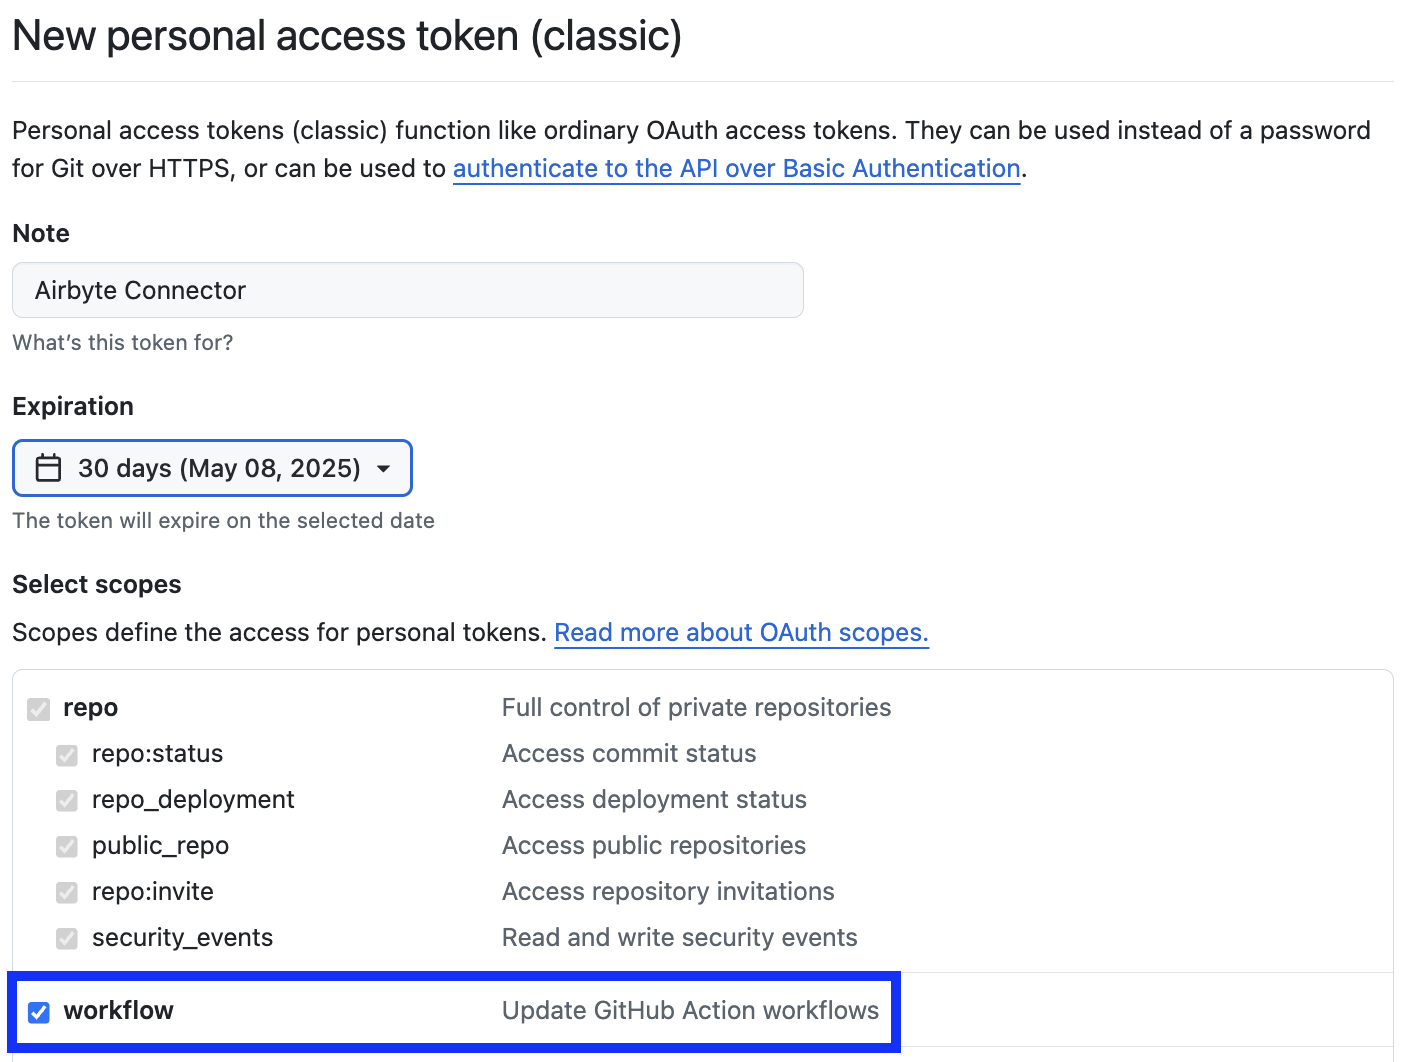 New personal access token (classic)
Personal access tokens (classic) function like ordinary OAuth access tokens. They can be used instead of a password
for Git over HTTPS, or can be used to authenticate to the API over Basic Authentication.
Note
Airbyte Connector
What's this token for?
Expiration
30 days (May 08, 2025)
The token will expire on the selected date
Select scopes
Scopes define the access for personal tokens. Read more about OAuth scopes.
repo Full control of private repositories
repo:status Access commit status
repo_deployment Access deployment status
public_repo Access public repositories
repo:invite Access repository invitations
security_events Read and write security events
workflow Update GitHub Action workflows